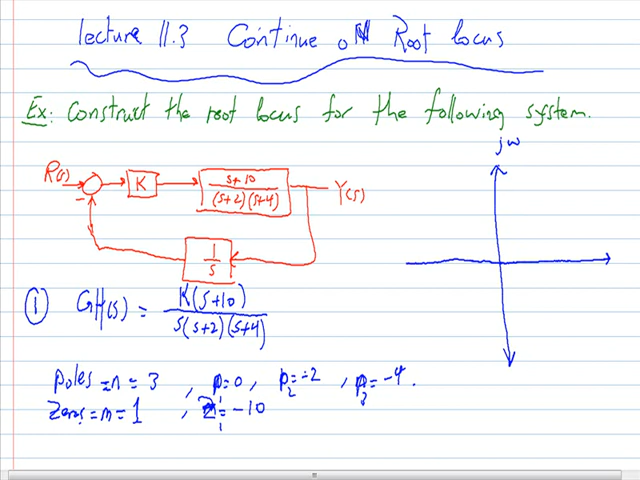 lecture 11.3 Continue on Root locus
Ex: Construct the root locus for the following system.
jw
R(s) K s+10 Y(s)
- (s+2)(s+4)
1
s
① GH(s) = K(s+10)
s(s+2)(s+4)
poles = n = 3 , p1=0, p2=-2 , p3=-4.
Zeros = m = 1 , Z1=-10